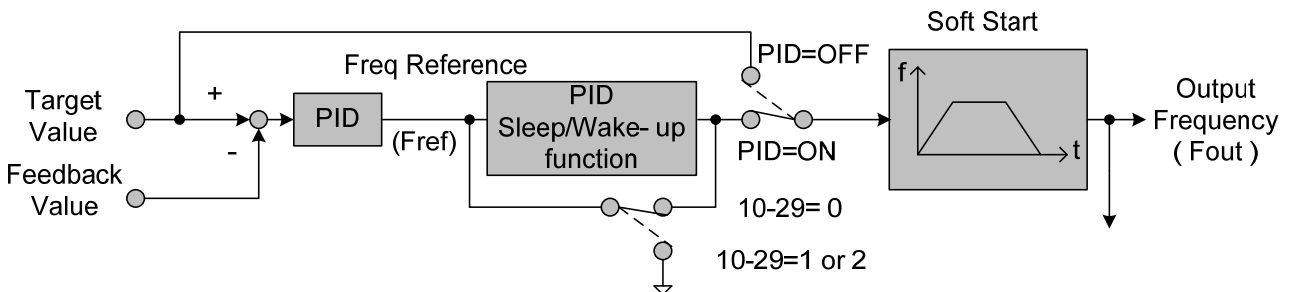 Soft Start
PID=OFF
Freq Reference
f
Target
Value
+
PID
(Fref)
PID
Sleep/Wake- up
function
PID=ON
t
Output
Frequency
( Fout )
-
Feedback
Value
10-29= 0
10-29=1 or 2